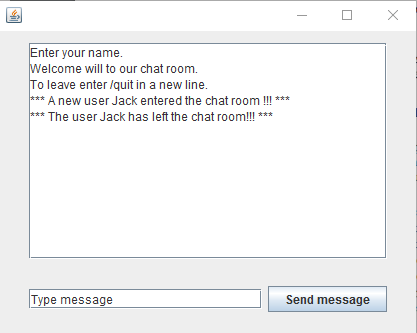 Enter your name.
Welcome will to our chat room.
To leave enter /quit in a new line.
*** A new user Jack entered the chat room !!! ***
*** The user Jack has left the chat room!!! ***
Type message
Send message